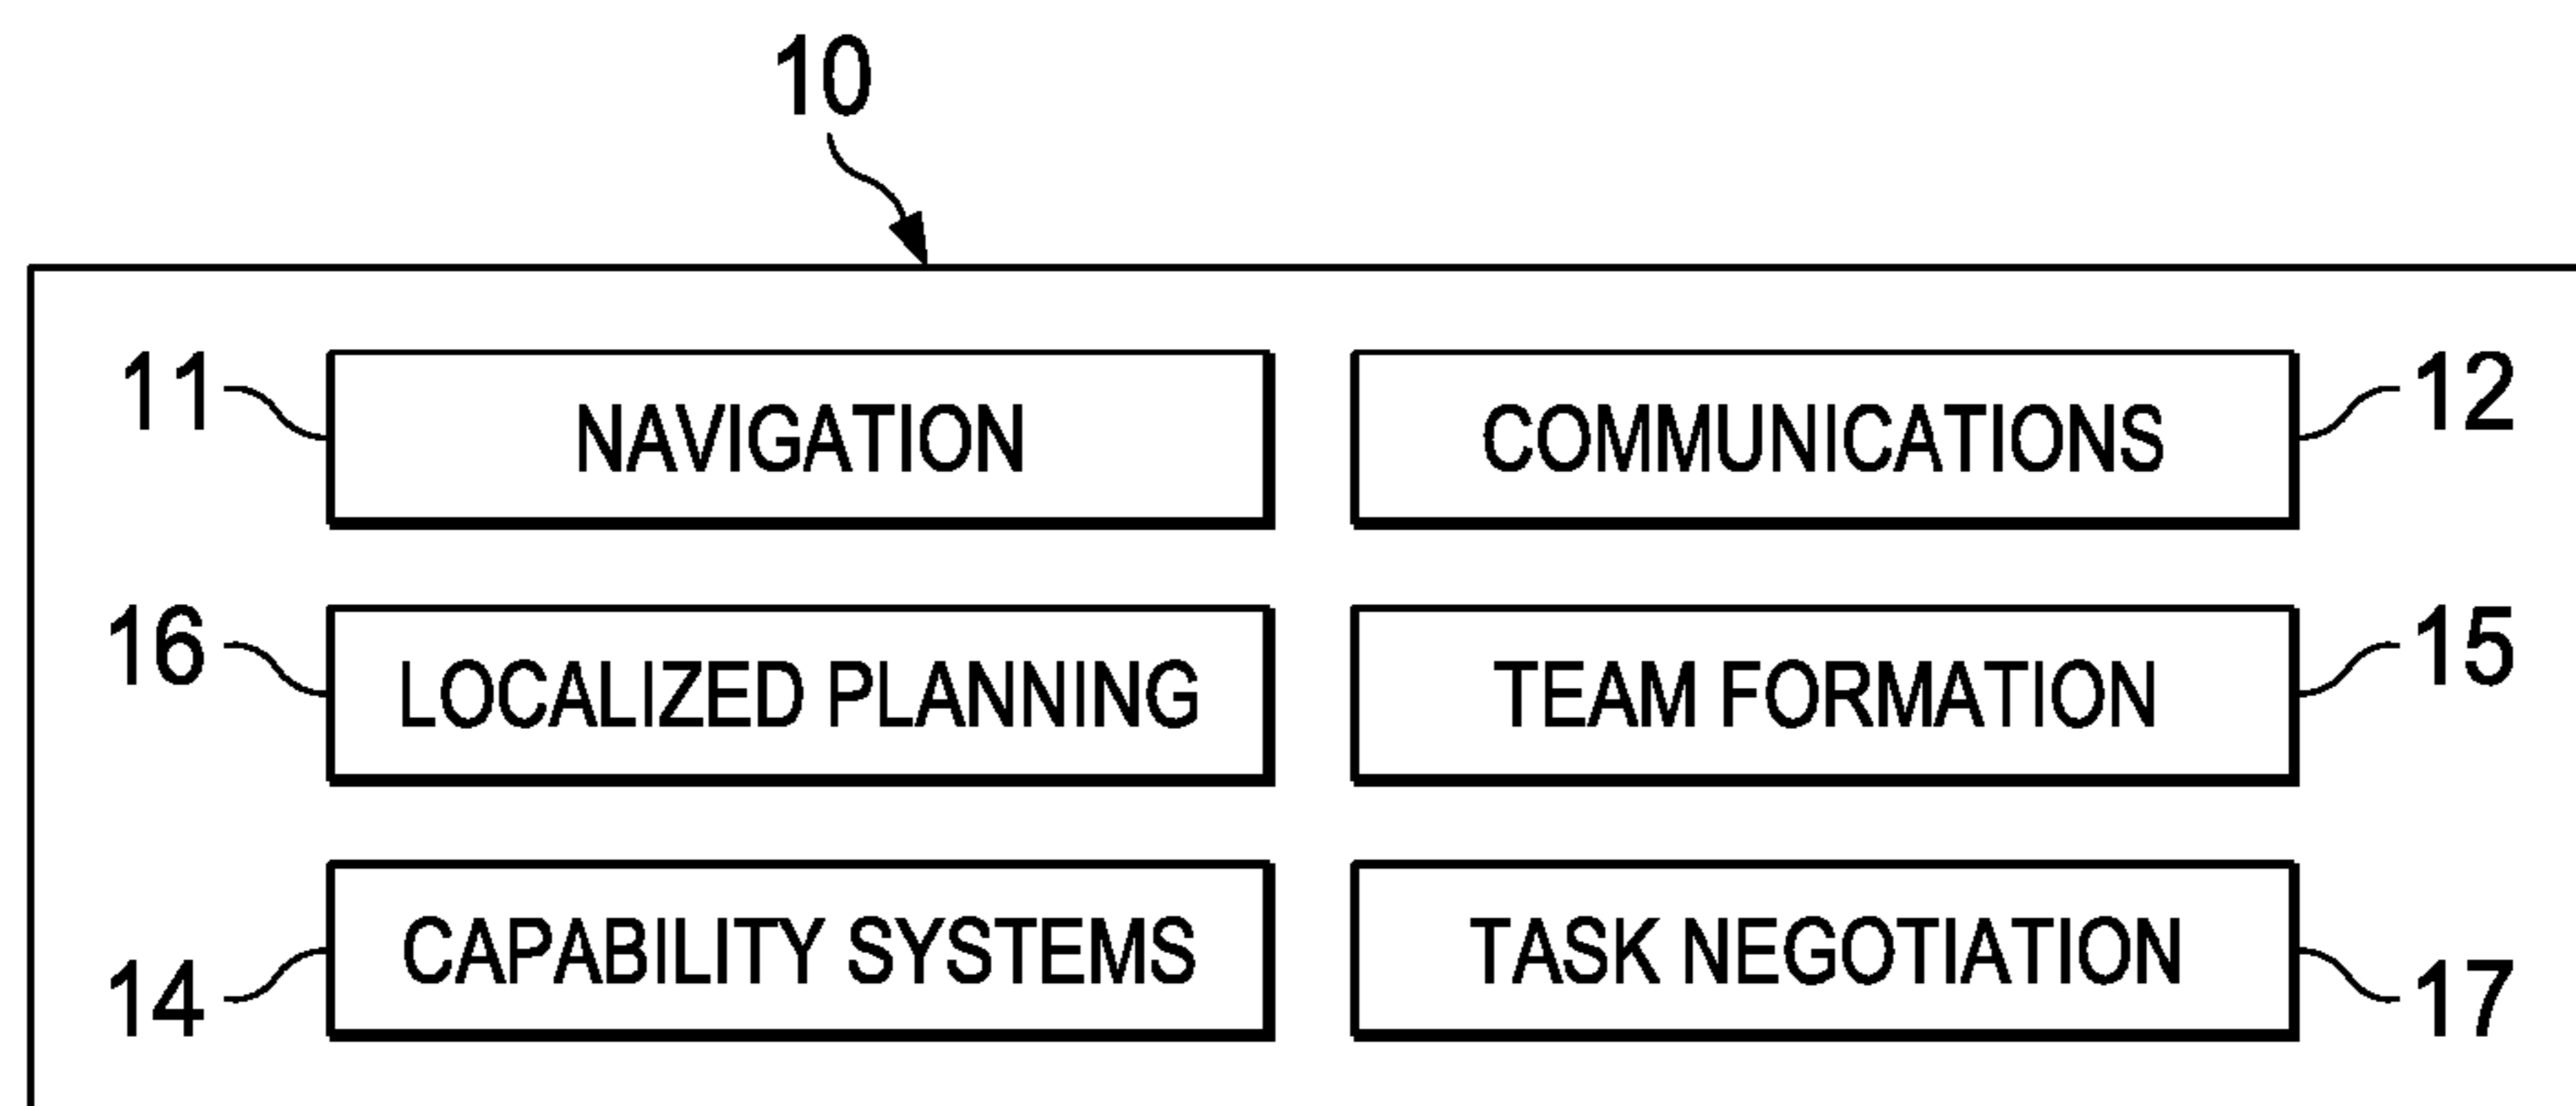 10
11 NAVIGATION COMMUNICATIONS 12
16 LOCALIZED PLANNING TEAM FORMATION 15
14 CAPABILITY SYSTEMS TASK NEGOTIATION 17